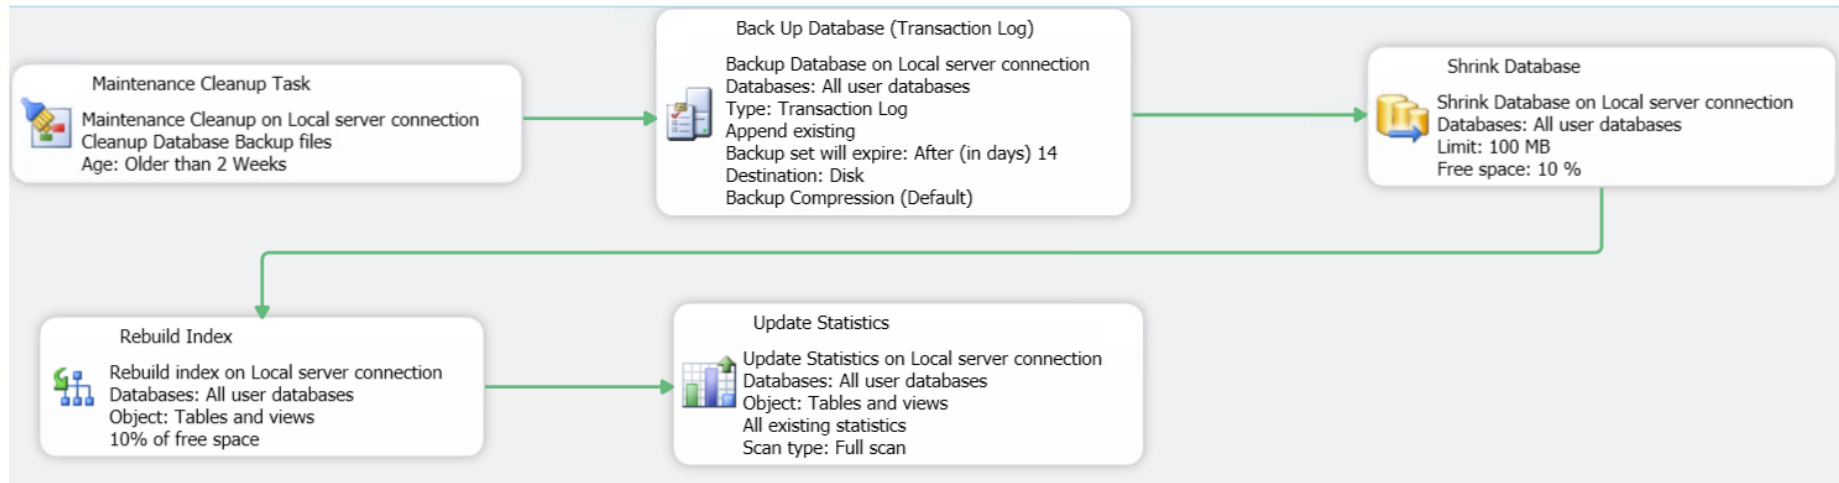 Maintenance Cleanup Task
Maintenance Cleanup on Local server connection
Cleanup Database Backup files
Age: Older than 2 Weeks
Back Up Database (Transaction Log)
Backup Database on Local server connection
Databases: All user databases
Type: Transaction Log
Append existing
Backup set will expire: After (in days) 14
Destination: Disk
Backup Compression (Default)
Shrink Database
Shrink Database on Local server connection
Databases: All user databases
Limit: 100 MB
Free space: 10 %
Rebuild Index
Rebuild index on Local server connection
Databases: All user databases
Object: Tables and views
10% of free space
Update Statistics
Update Statistics on Local server connection
Databases: All user databases
Object: Tables and views
All existing statistics
Scan type: Full scan